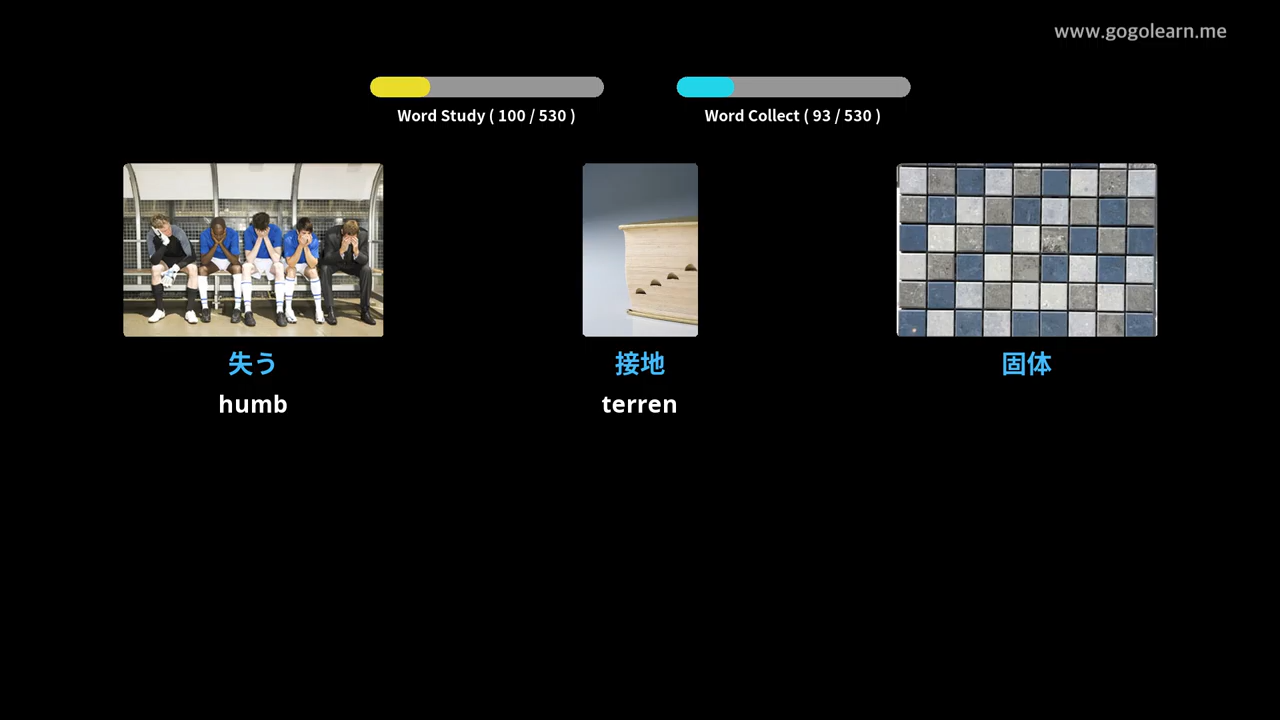 www.gogolearn.me
Word Study ( 100 / 530 )
Word Collect ( 93 / 530 )
失う
接地
固体
humb
terren